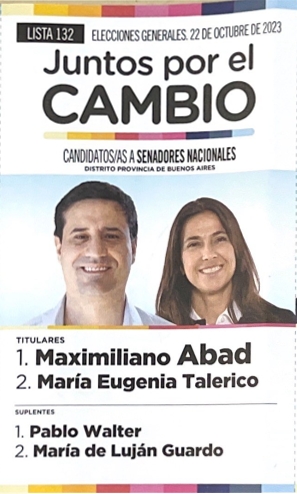 LISTA 132
ELECCIONES GENERALES. 22 DE OCTUBRE DE 2023
Juntos por el
CAMBIO
CANDIDATOS/AS A SENADORES NACIONALES
DISTRITO PROVINCIA DE BUENOS AIRES
TITULARES
1. Maximiliano Abad
2. María Eugenia Talerico
SUPLENTES
1. Pablo Walter
2. María de Luján Guardo